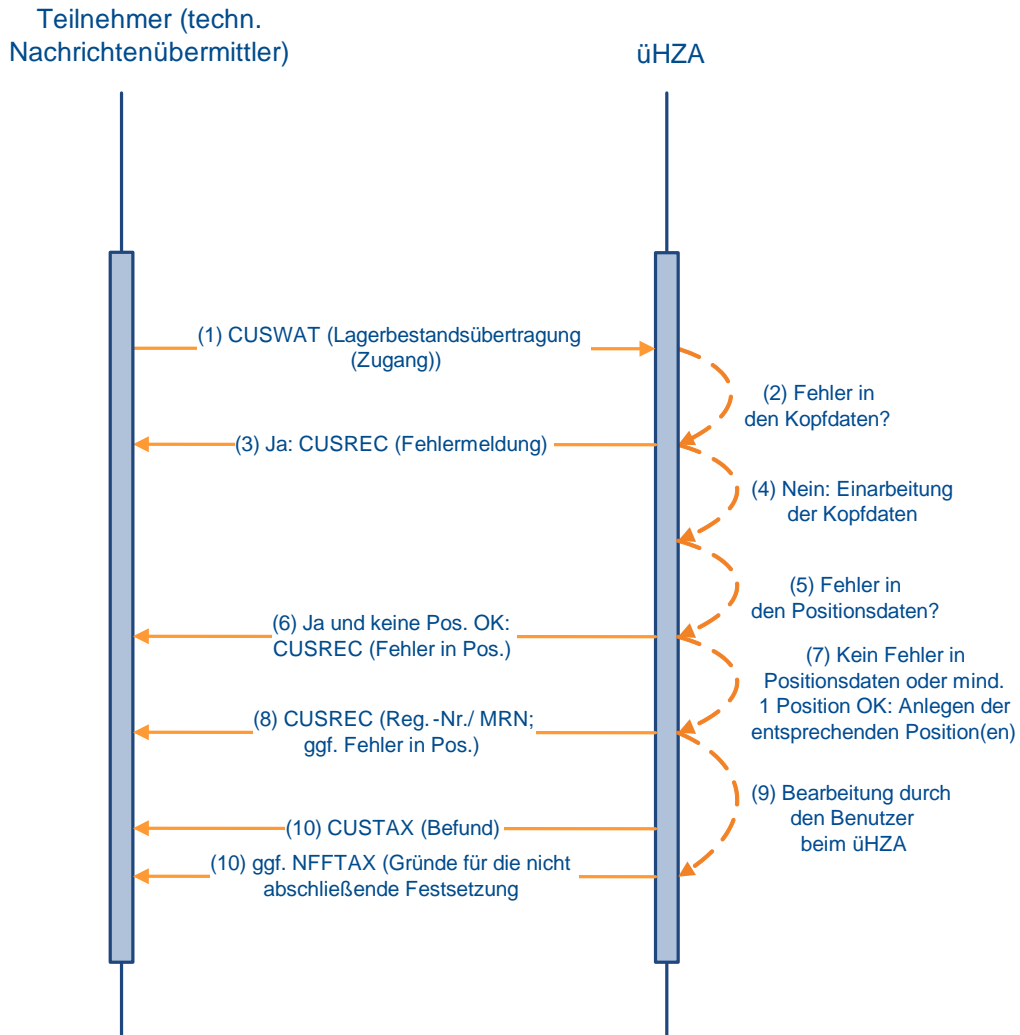 Teilnehmer (techn.
Nachrichtenübermittler)
üHZA
(1) CUSWAT (Lagerbestandsübertragung
(Zugang))
(2) Fehler in
den Kopfdaten?
(3) Ja: CUSREC (Fehlermeldung)
(4) Nein: Einarbeitung
der Kopfdaten
(5) Fehler in
den Positionsdaten?
(6) Ja und keine Pos. OK:
CUSREC (Fehler in Pos.)
(7) Kein Fehler in
Positionsdaten oder mind.
1 Position OK: Anlegen der
entsprechenden Position(en)
(8) CUSREC (Reg.-Nr./ MRN;
ggf. Fehler in Pos.)
(9) Bearbeitung durch
den Benutzer
beim üHZA
(10) CUSTAX (Befund)
(10) ggf. NFFTAX (Gründe für die nicht
abschließende Festsetzung